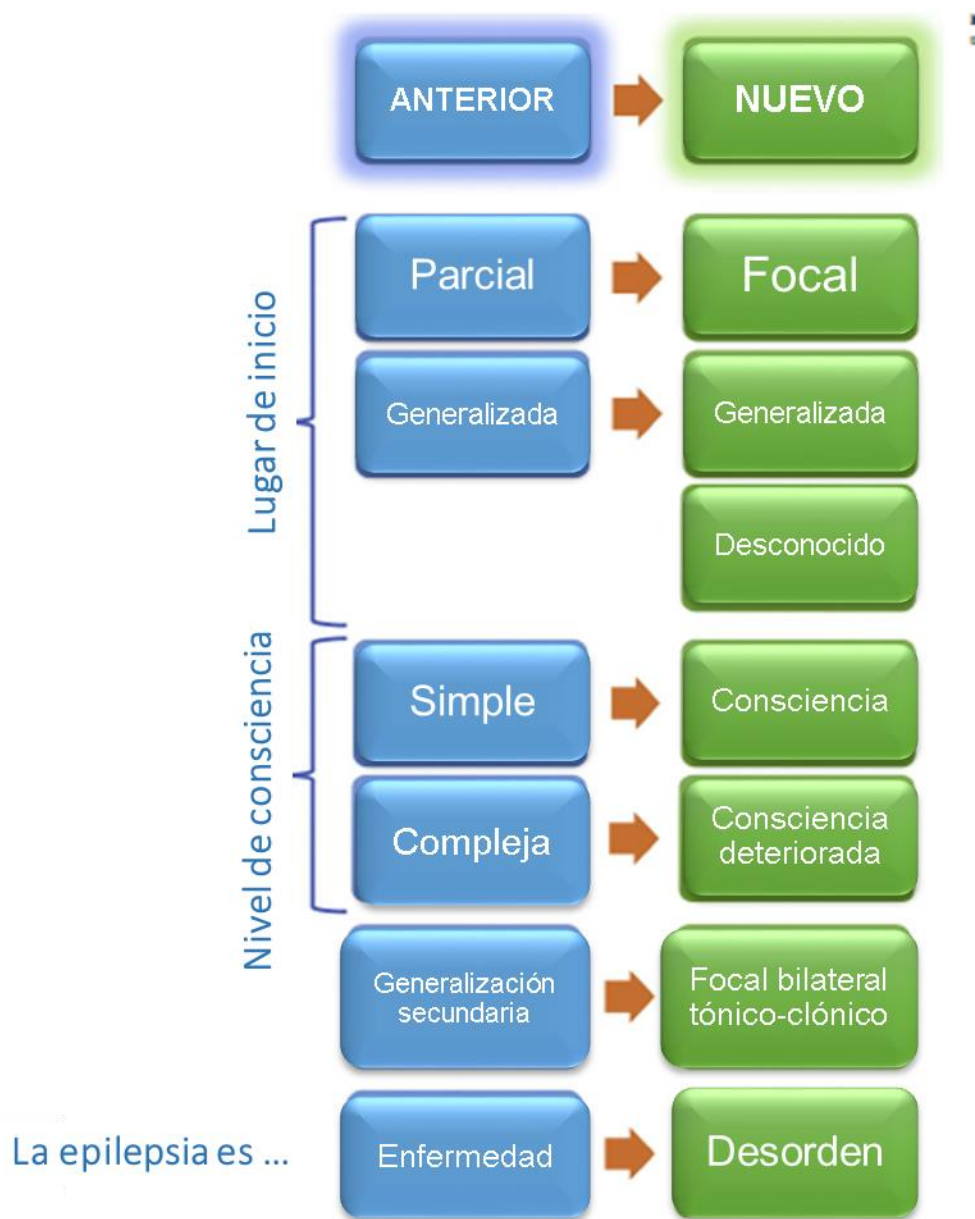 ANTERIOR
NUEVO
Lugar de inicio
Parcial
Focal
Generalizada
Generalizada
Desconocido
Nivel de consciencia
Simple
Consciencia
Compleja
Consciencia
deteriorada
Generalización
secundaria
Focal bilateral
tónico-clónico
La epilepsia es ...
Enfermedad
Desorden